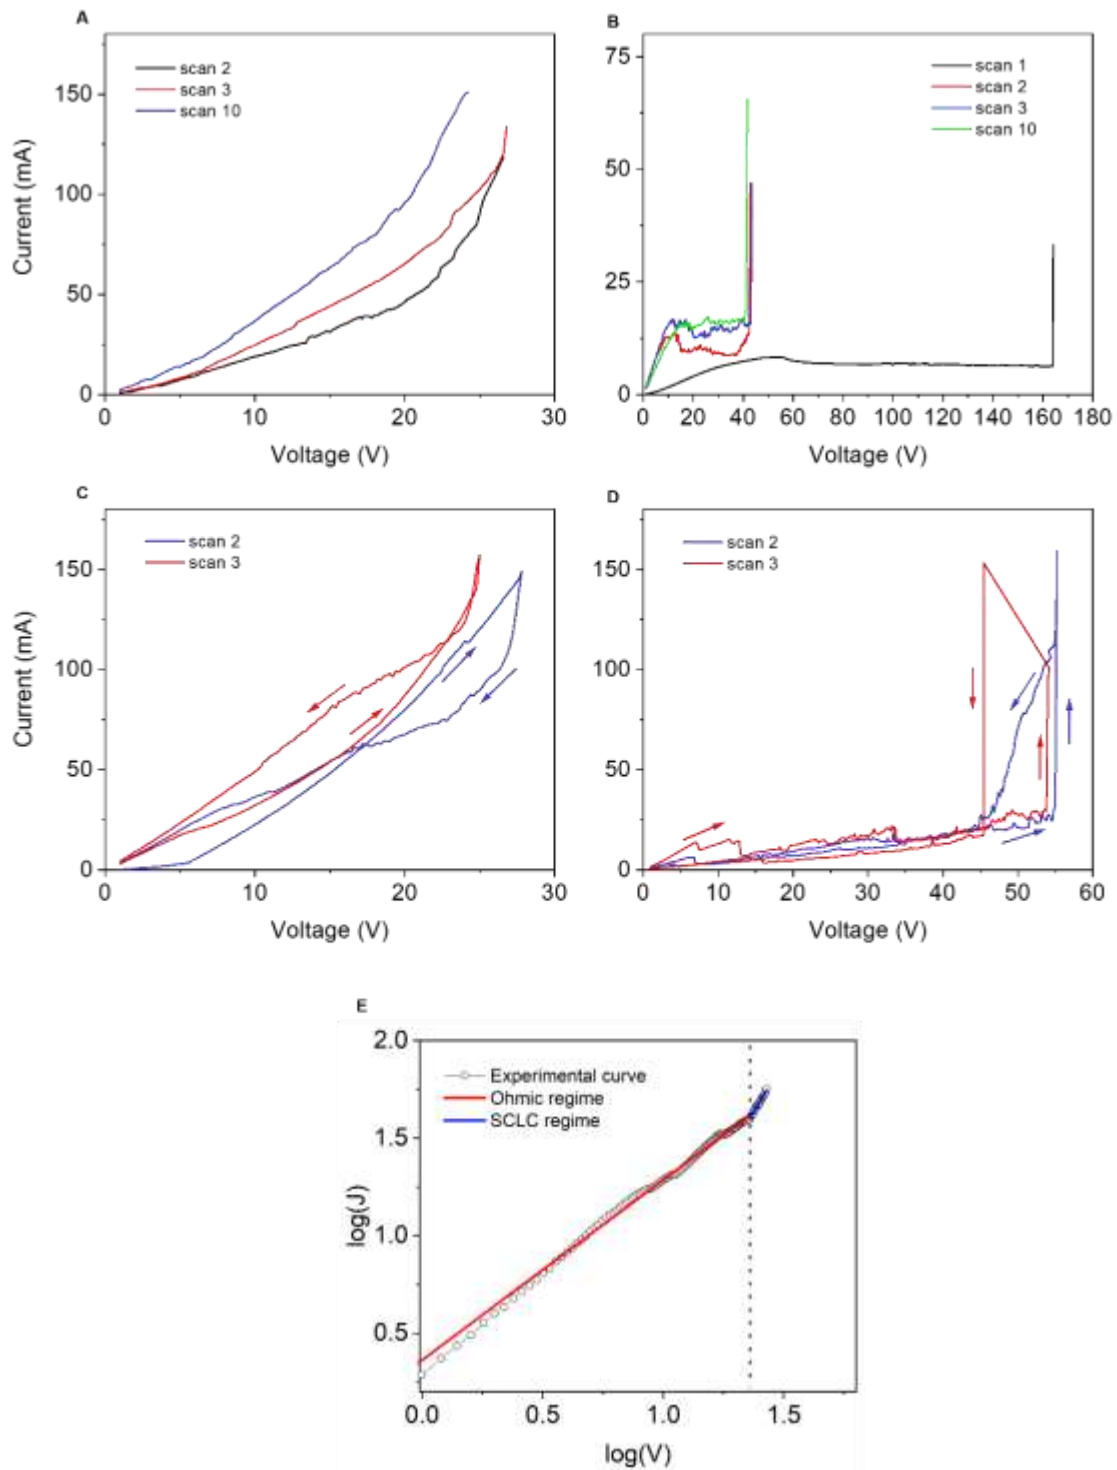 A
scan 2
scan 3
scan 10
150
100
50
0
0 10 20 30
Current (mA)
Voltage (V)
B
scan 1
scan 2
scan 3
scan 10
75
50
25
0
0 20 40 60 80 100 120 140 160 180
Voltage (V)
C
scan 2
scan 3
150
100
50
0
0 10 20 30
Current (mA)
Voltage (V)
D
scan 2
scan 3
150
100
50
0
0 10 20 30 40 50 60
Voltage (V)
E
Experimental curve
Ohmic regime
SCLC regime
2.0
1.5
1.0
0.5
0.0 0.5 1.0 1.5
log(J)
log(V)